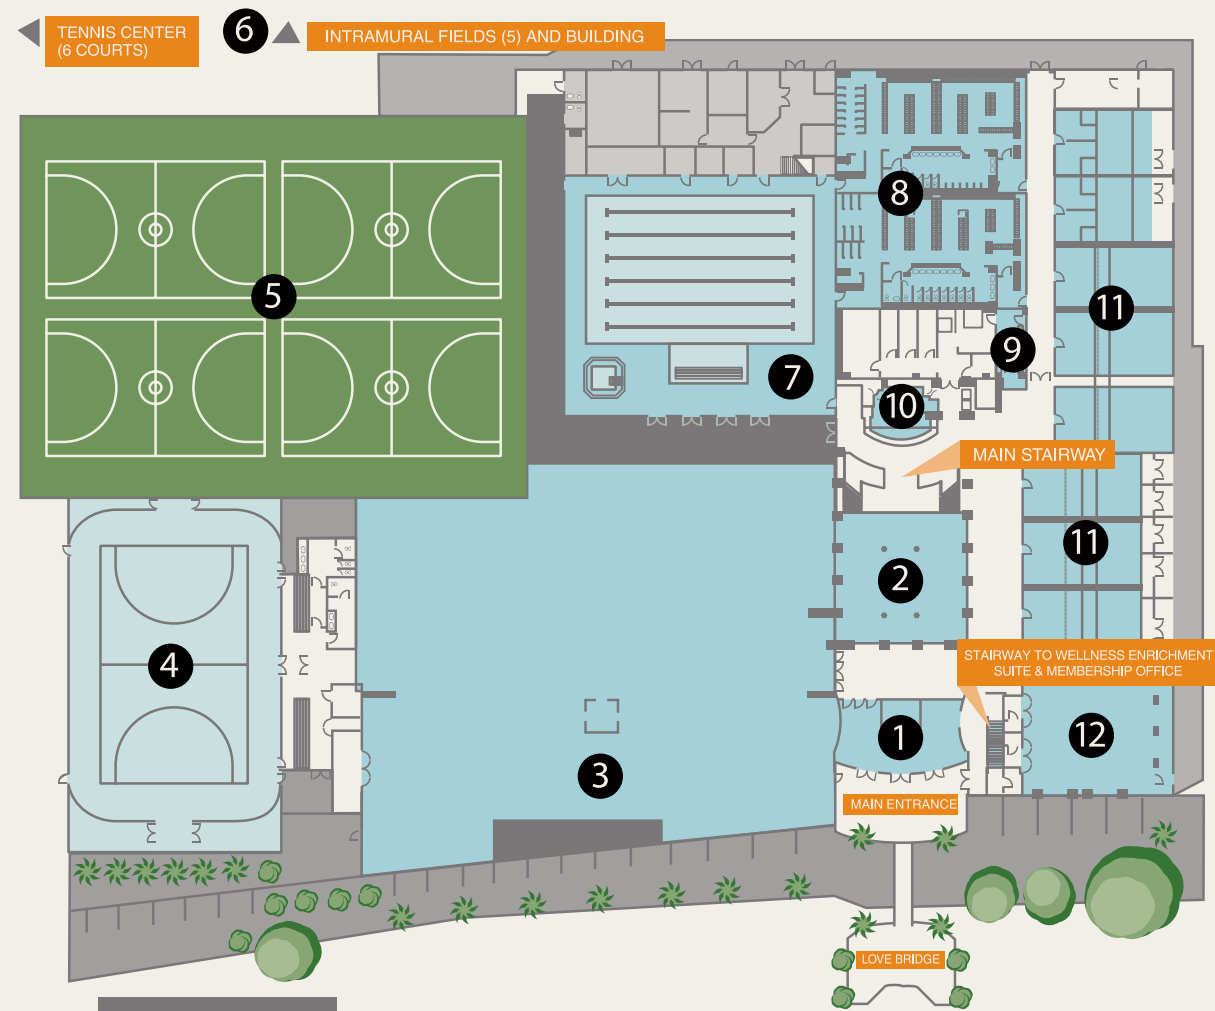 TENNIS CENTER
(6 COURTS)
6
INTRAMURAL FIELDS (5) AND BUILDING
8
5
11
9
7
10
MAIN STAIRWAY
11
2
STAIRWAY TO WELLNESS ENRICHMENT
SUITE & MEMBERSHIP OFFICE
4
1
12
3
MAIN ENTRANCE
LOVE BRIDGE